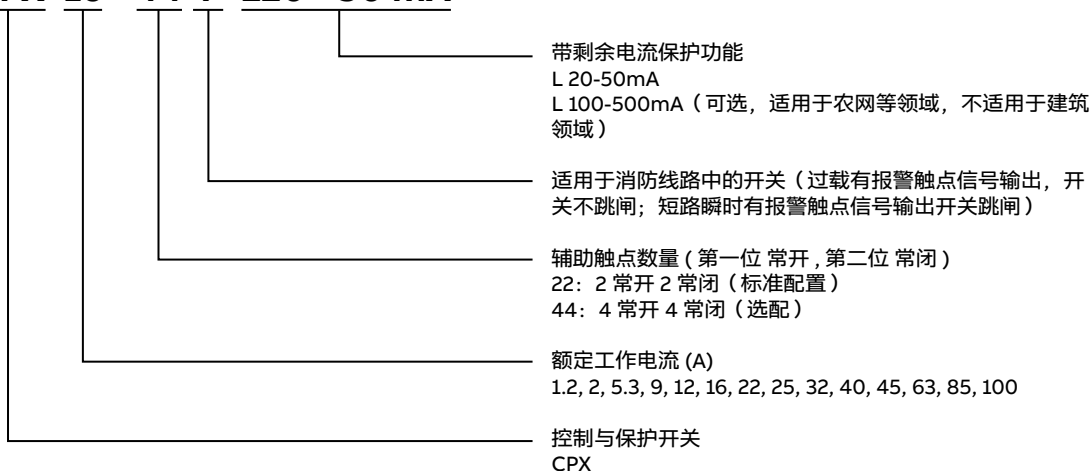 带剩余电流保护功能
L 20-50mA
L 100-500mA（可选，适用于农网等领域，不适用于建筑
领域）
适用于消防线路中的开关（过载有报警触点信号输出，开
关不跳闸；短路瞬时有报警触点信号输出开关跳闸）
辅助触点数量 ( 第一位 常开 , 第二位 常闭 )
22：2 常开 2 常闭（标准配置）
44：4 常开 4 常闭（选配）
额定工作电流 (A)
1.2, 2, 5.3, 9, 12, 16, 22, 25, 32, 40, 45, 63, 85, 100
控制与保护开关
CPX